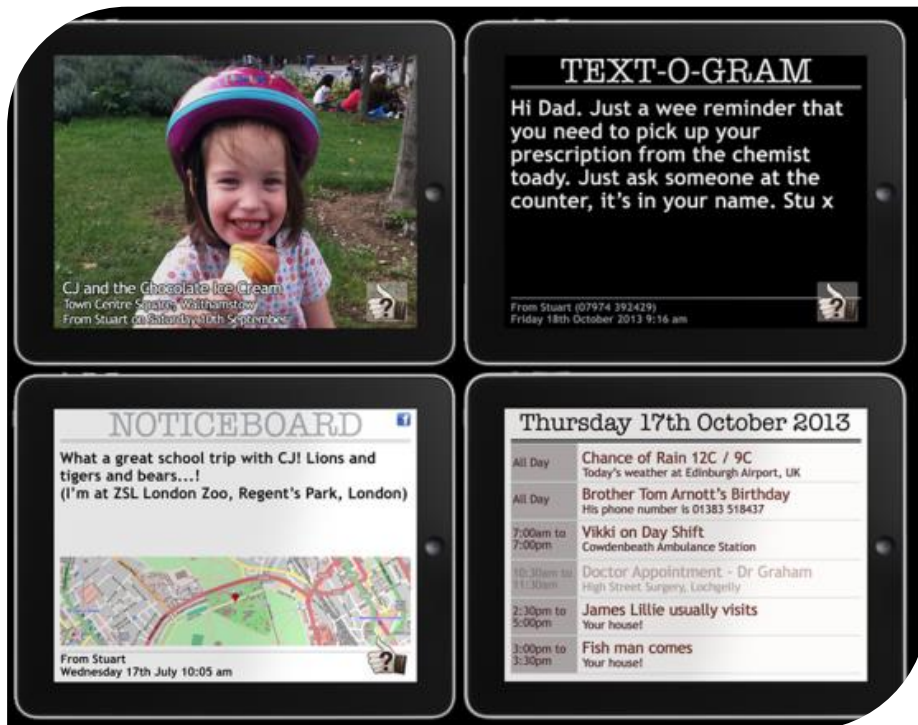 CJ and the Chocolate Ice Cream
Town Centre Square, Walthamstow
From Stuart on Saturday 10th September
?
TEXT-O-GRAM
Hi Dad. Just a wee reminder that
you need to pick up your
prescription from the chemist
toady. Just ask someone at the
counter, it's in your name. Stu x
From Stuart (07974 392429)
Friday 18th October 2013 9:16 am
?
NOTICEBOARD
f
What a great school trip with CJ! Lions and
tigers and bears...!
(I'm at ZSL London Zoo, Regent's Park, London)
From Stuart
Wednesday 17th July 10:05 am
?
Thursday 17th October 2013
All Day
Chance of Rain 12C / 9C
Today's weather at Edinburgh Airport, UK
All Day
Brother Tom Arnott's Birthday
His phone number is 01383 518437
7:00am to
7:00pm
Vikki on Day Shift
Cowdenbeath Ambulance Station
10:30am to
11:30am
Doctor Appointment - Dr Graham
High Street Surgery, Lochgelly
2:30pm to
5:00pm
James Lillie usually visits
Your house!
3:00pm to
3:30pm
Fish man comes
Your house!